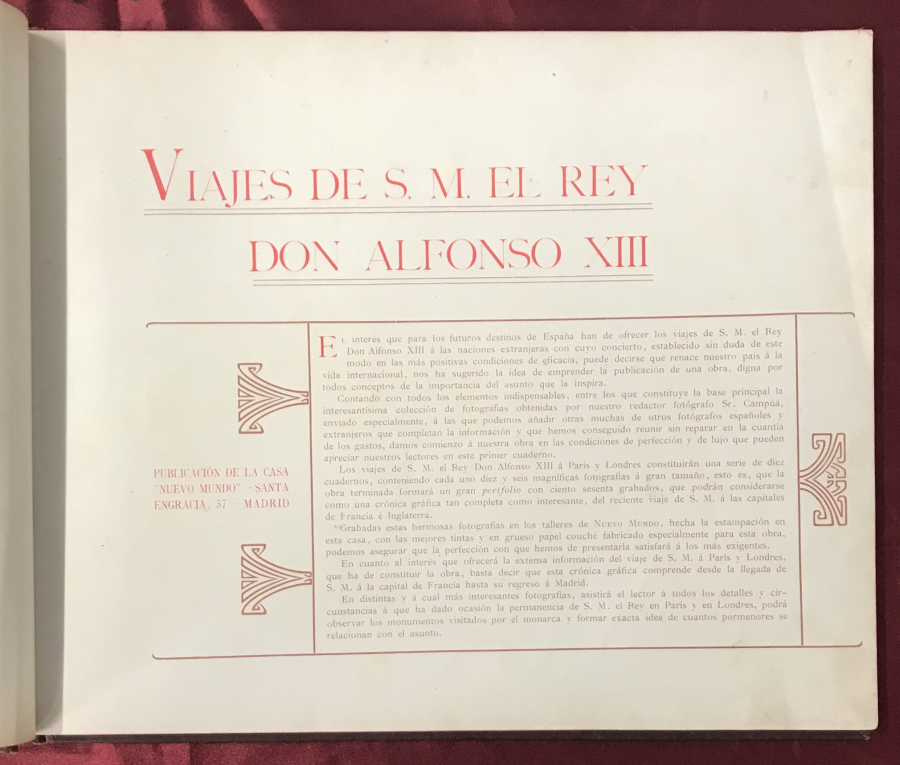 VIAJES DE S. M. EL REY
DON ALFONSO XIII
EL interés que para los futuros destinos de España han de ofrecer los viajes de S. M. el Rey
Don Alfonso XIII á las naciones extranjeras con cuyo concierto, establecido sin duda de este
modo en las más positivas condiciones de eficacia, puede decirse que renace nuestro país á la
vida internacional, nos ha sugerido la idea de emprender la publicación de una obra, digna por
todos conceptos de la importancia del asunto que la inspira.
Contando con todos los elementos indispensables, entre los que constituye la base principal la
interesantísima colección de fotografías obtenidas por nuestro redactor fotógrafo Sr. Campúa,
enviado especialmente, á las que podemos añadir otras muchas de otros fotógrafos españoles y
extranjeros que completan la información y que hemos conseguido reunir sin reparar en la cuantía
de los gastos, damos comienzo á nuestra obra en las condiciones de perfección y de lujo que pueden
apreciar nuestros lectores en este primer cuaderno.
Los viajes de S. M. el Rey Don Alfonso XIII á París y Londres constituirán una serie de diez
cuadernos, conteniendo cada uno diez y seis magníficas fotografías á gran tamaño, esto es, que la
obra terminada formará un gran portfolio con ciento sesenta grabados, que podrán considerarse
como una crónica gráfica tan completa como interesante, del reciente viaje de S. M. á las capitales
de Francia é Inglaterra.
Grabadas estas hermosas fotografías en los talleres de NUEVO MUNDO, hecha la estampación en
esta casa, con las mejores tintas y en grueso papel couché fabricado especialmente para esta obra,
podemos asegurar que la perfección con que hemos de presentarla satisfará á los más exigentes.
En cuanto al interés que ofrecerá la extensa información del viaje de S. M. á París y Londres,
que ha de constituir la obra, basta decir que esta crónica gráfica comprende desde la llegada de
S. M. á la capital de Francia hasta su regreso á Madrid.
En distintas y á cual más interesantes fotografías, asistirá el lector á todos los detalles y cir-
cunstancias á que ha dado ocasión la permanencia de S. M. el Rey en París y en Londres, podrá
observar los monumentos visitados por el monarca y formar exacta idea de cuantos pormenores se
relacionan con el asunto.
PUBLICACIÓN DE LA CASA
"NUEVO MUNDO" —SANTA
ENGRACIA, 57 — MADRID